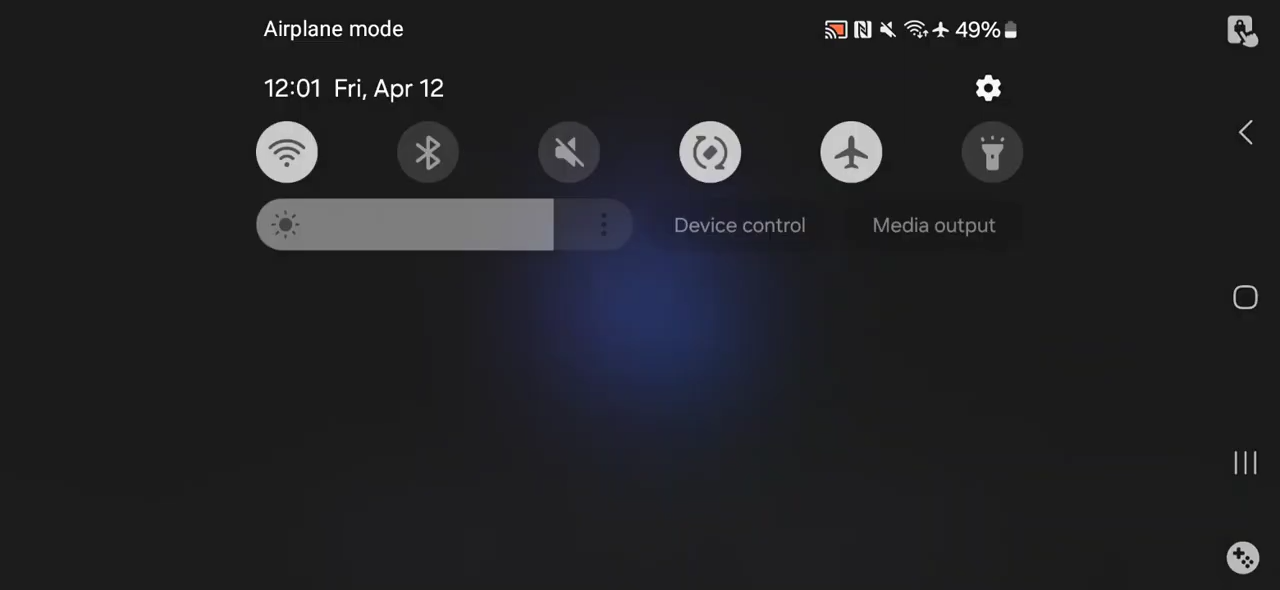 Airplane mode
49%
12:01 Fri, Apr 12
Device control
Media output